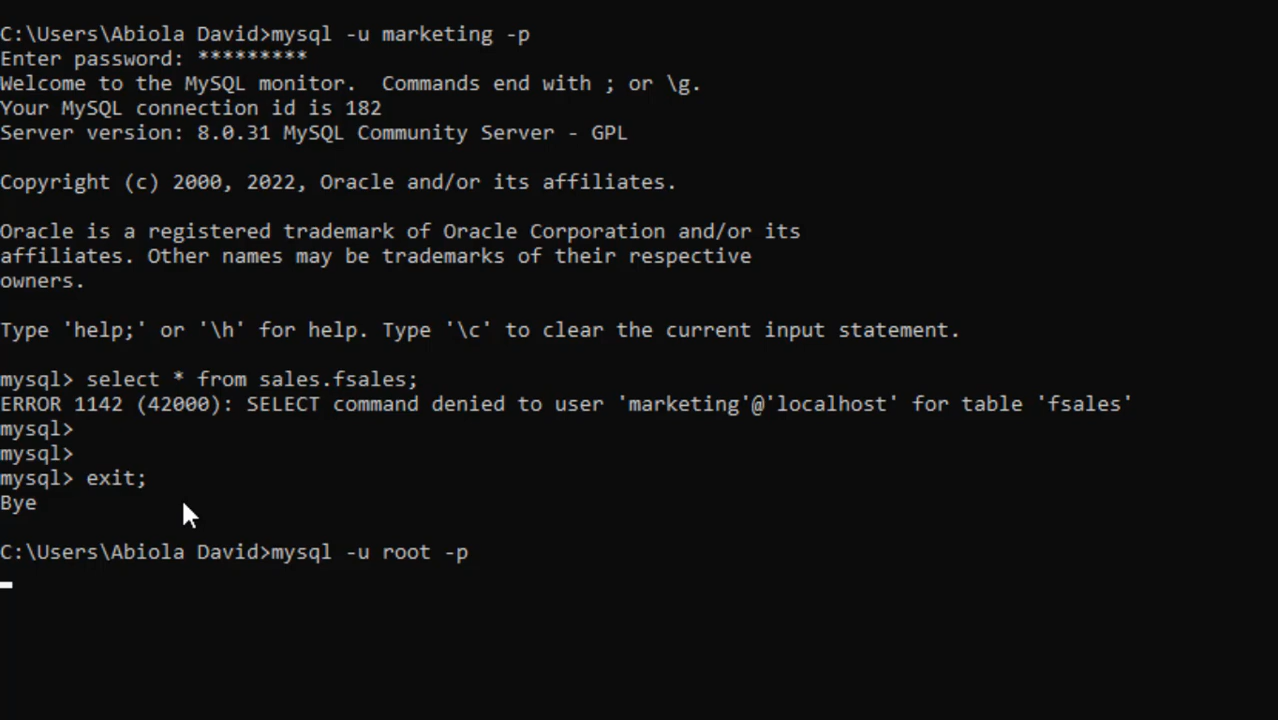 C:\Users\Abiola David>mysql -u marketing -p
Enter password: *********
Welcome to the MySQL monitor.  Commands end with ; or \g.
Your MySQL connection id is 182
Server version: 8.0.31 MySQL Community Server - GPL
Copyright (c) 2000, 2022, Oracle and/or its affiliates.
Oracle is a registered trademark of Oracle Corporation and/or its
affiliates. Other names may be trademarks of their respective
owners.
Type 'help;' or '\h' for help. Type '\c' to clear the current input statement.
mysql> select * from sales.fsales;
ERROR 1142 (42000): SELECT command denied to user 'marketing'@'localhost' for table 'fsales'
mysql>
mysql>
mysql> exit;
Bye
C:\Users\Abiola David>mysql -u root -p